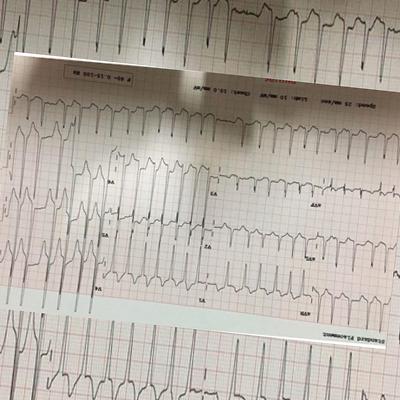 Standard Placement
aVR V1 V4
aVL V2 V5
aVF V3 V6
Speed: 25 mm/sec Limb: 10 mm/mV Chest: 10.0 mm/mV
F 60~ 0.15-100 Hz